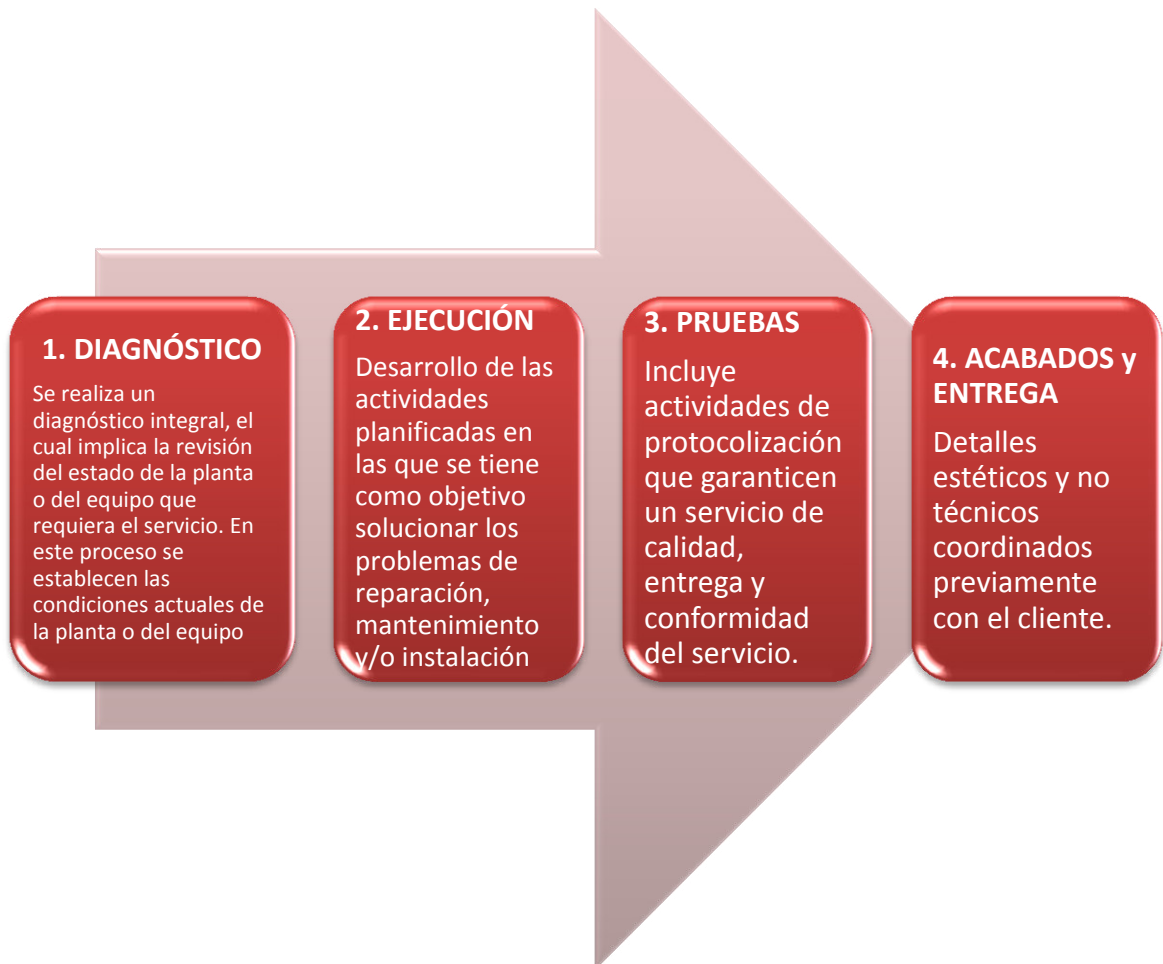 1. DIAGNÓSTICO
Se realiza un
diagnóstico integral, el
cual implica la revisión
del estado de la planta
o del equipo que
requiera el servicio. En
este proceso se
establecen las
condiciones actuales de
la planta o del equipo
2. EJECUCIÓN
Desarrollo de las
actividades
planificadas en
las que se tiene
como objetivo
solucionar los
problemas de
reparación,
mantenimiento
y/o instalación
3. PRUEBAS
Incluye
actividades de
protocolización
que garanticen
un servicio de
calidad,
entrega y
conformidad
del servicio.
4. ACABADOS y
ENTREGA
Detalles
estéticos y no
técnicos
coordinados
previamente
con el cliente.